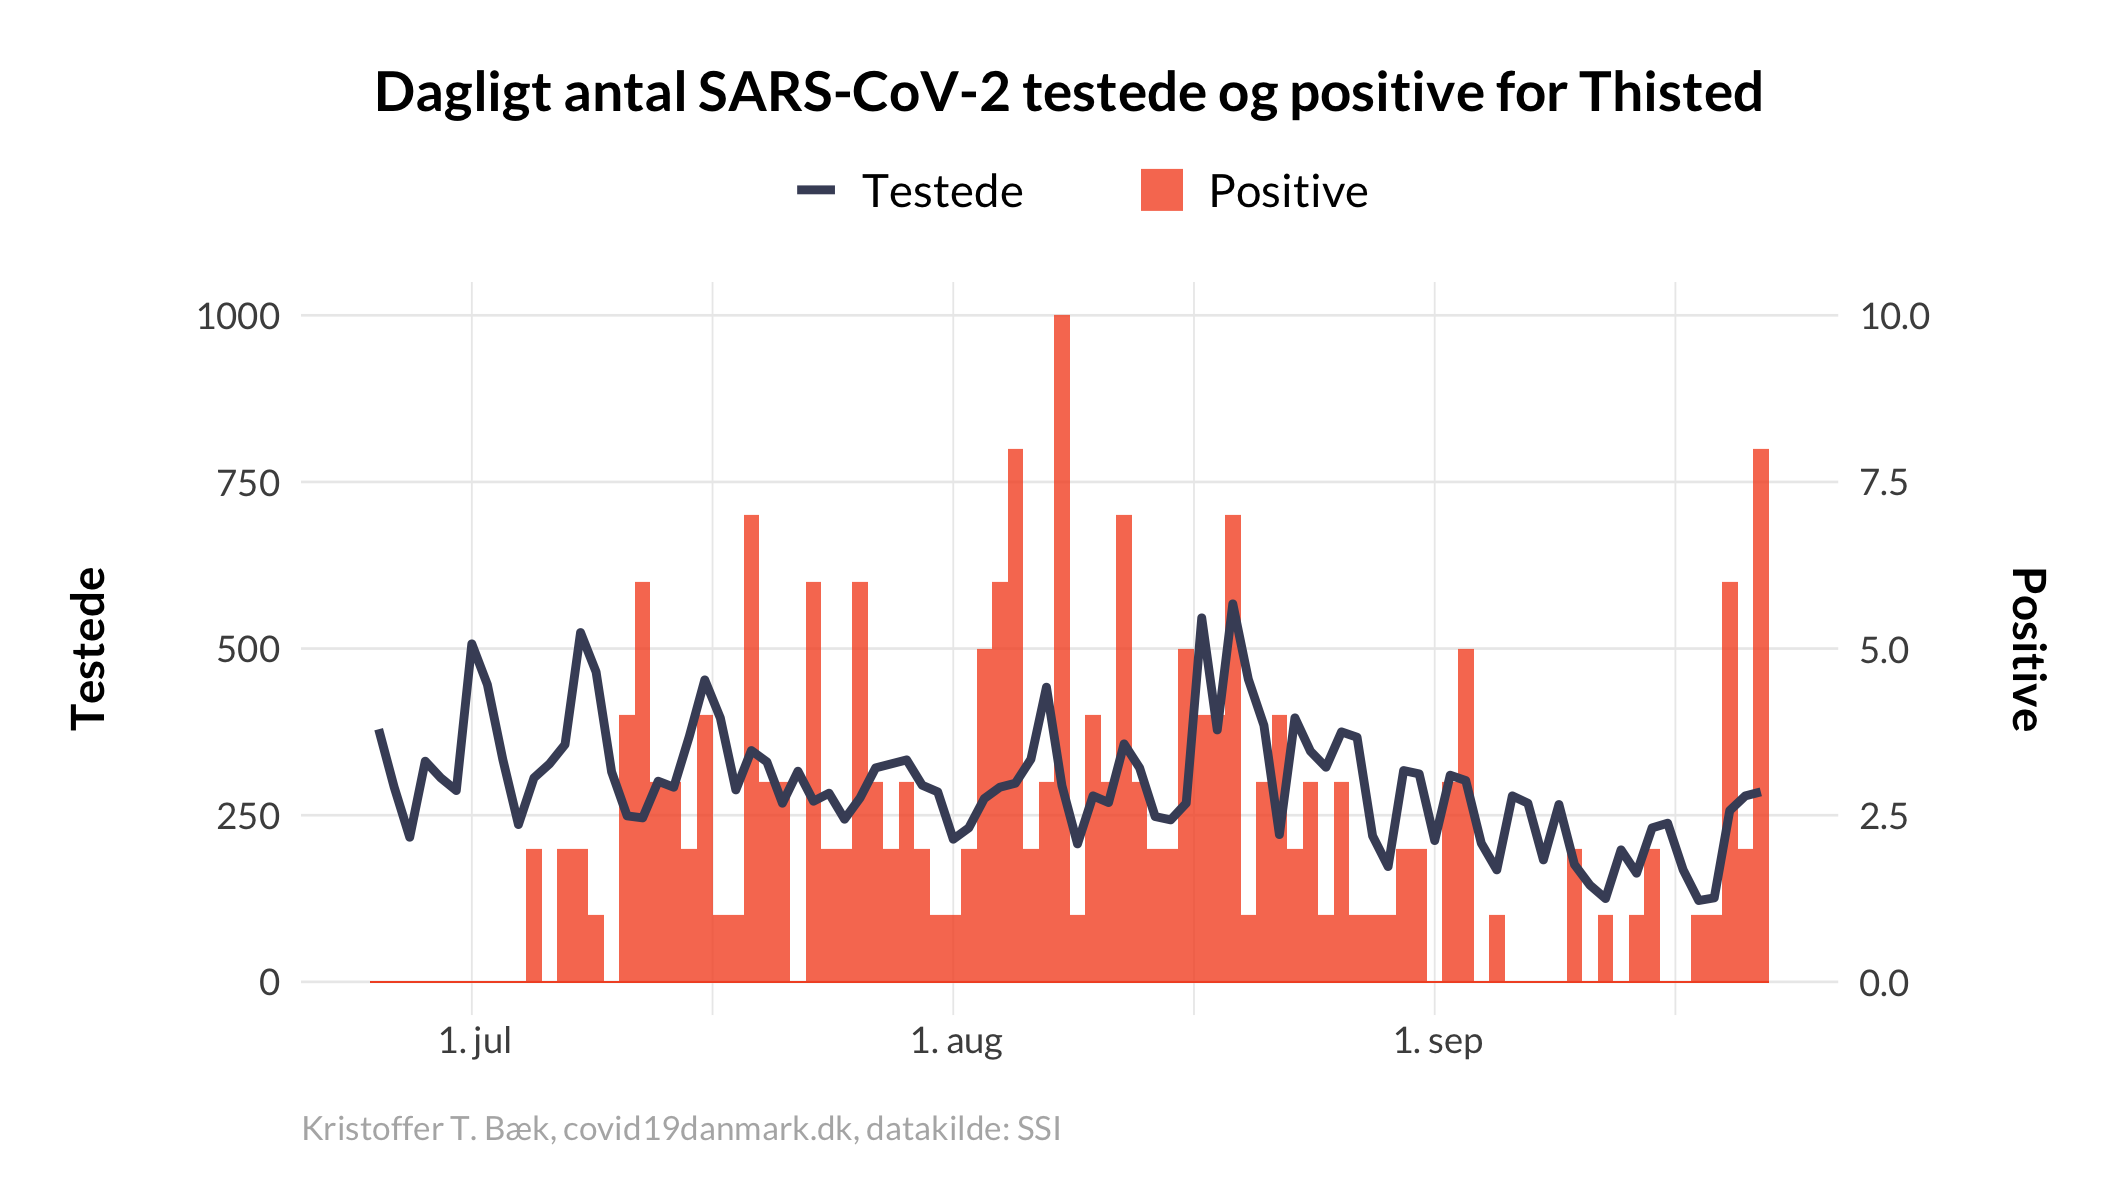 Dagligt antal SARS-CoV-2 testede og positive for Thisted
Testede Positive
1000 10.0
750 7.5
500 5.0
250 2.5
0 0.0
Testede
Positive
1. jul 1. aug 1. sep
Kristoffer T. Bæk, covid19danmark.dk, datakilde: SSI